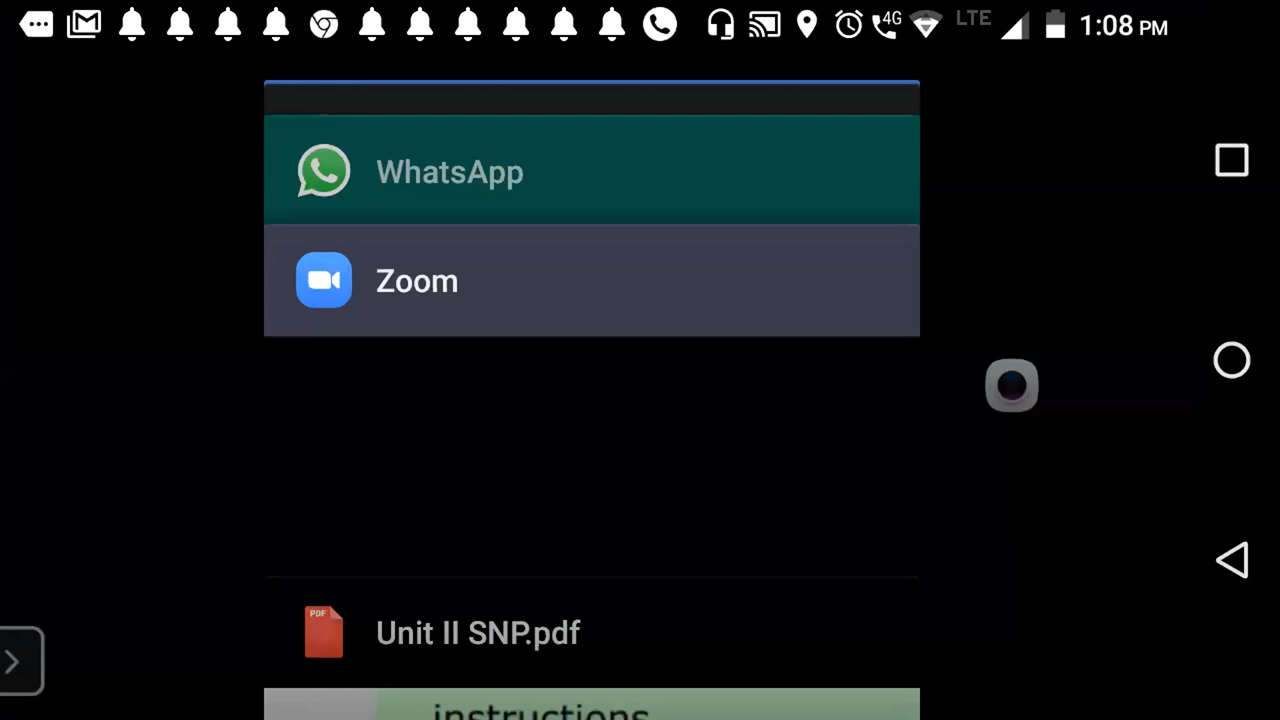 4G LTE 1:08 PM
WhatsApp
Zoom
PDF
Unit II SNP.pdf
instructions